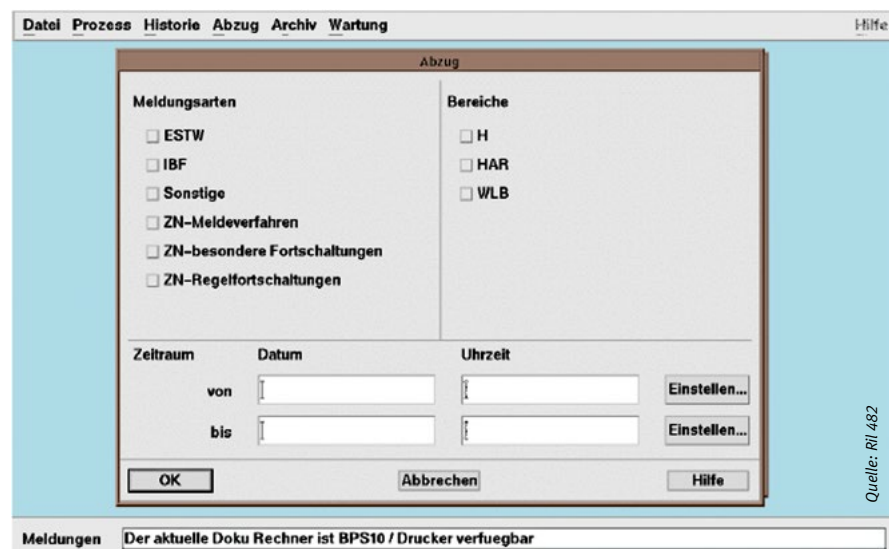 Datei Prozess Historie Abzug Archiv Wartung Hilfe
Abzug
Meldungsarten
ESTW
IBF
Sonstige
ZN-Meldeverfahren
ZN-besondere Fortschaltungen
ZN-Regelfortschaltungen
Bereiche
H
HAR
WLB
Zeitraum Datum Uhrzeit
von Einstellen...
bis Einstellen...
OK Abbrechen Hilfe
Meldungen Der aktuelle Doku Rechner ist BPS10 / Drucker verfuegbar
Quelle: Ril 482